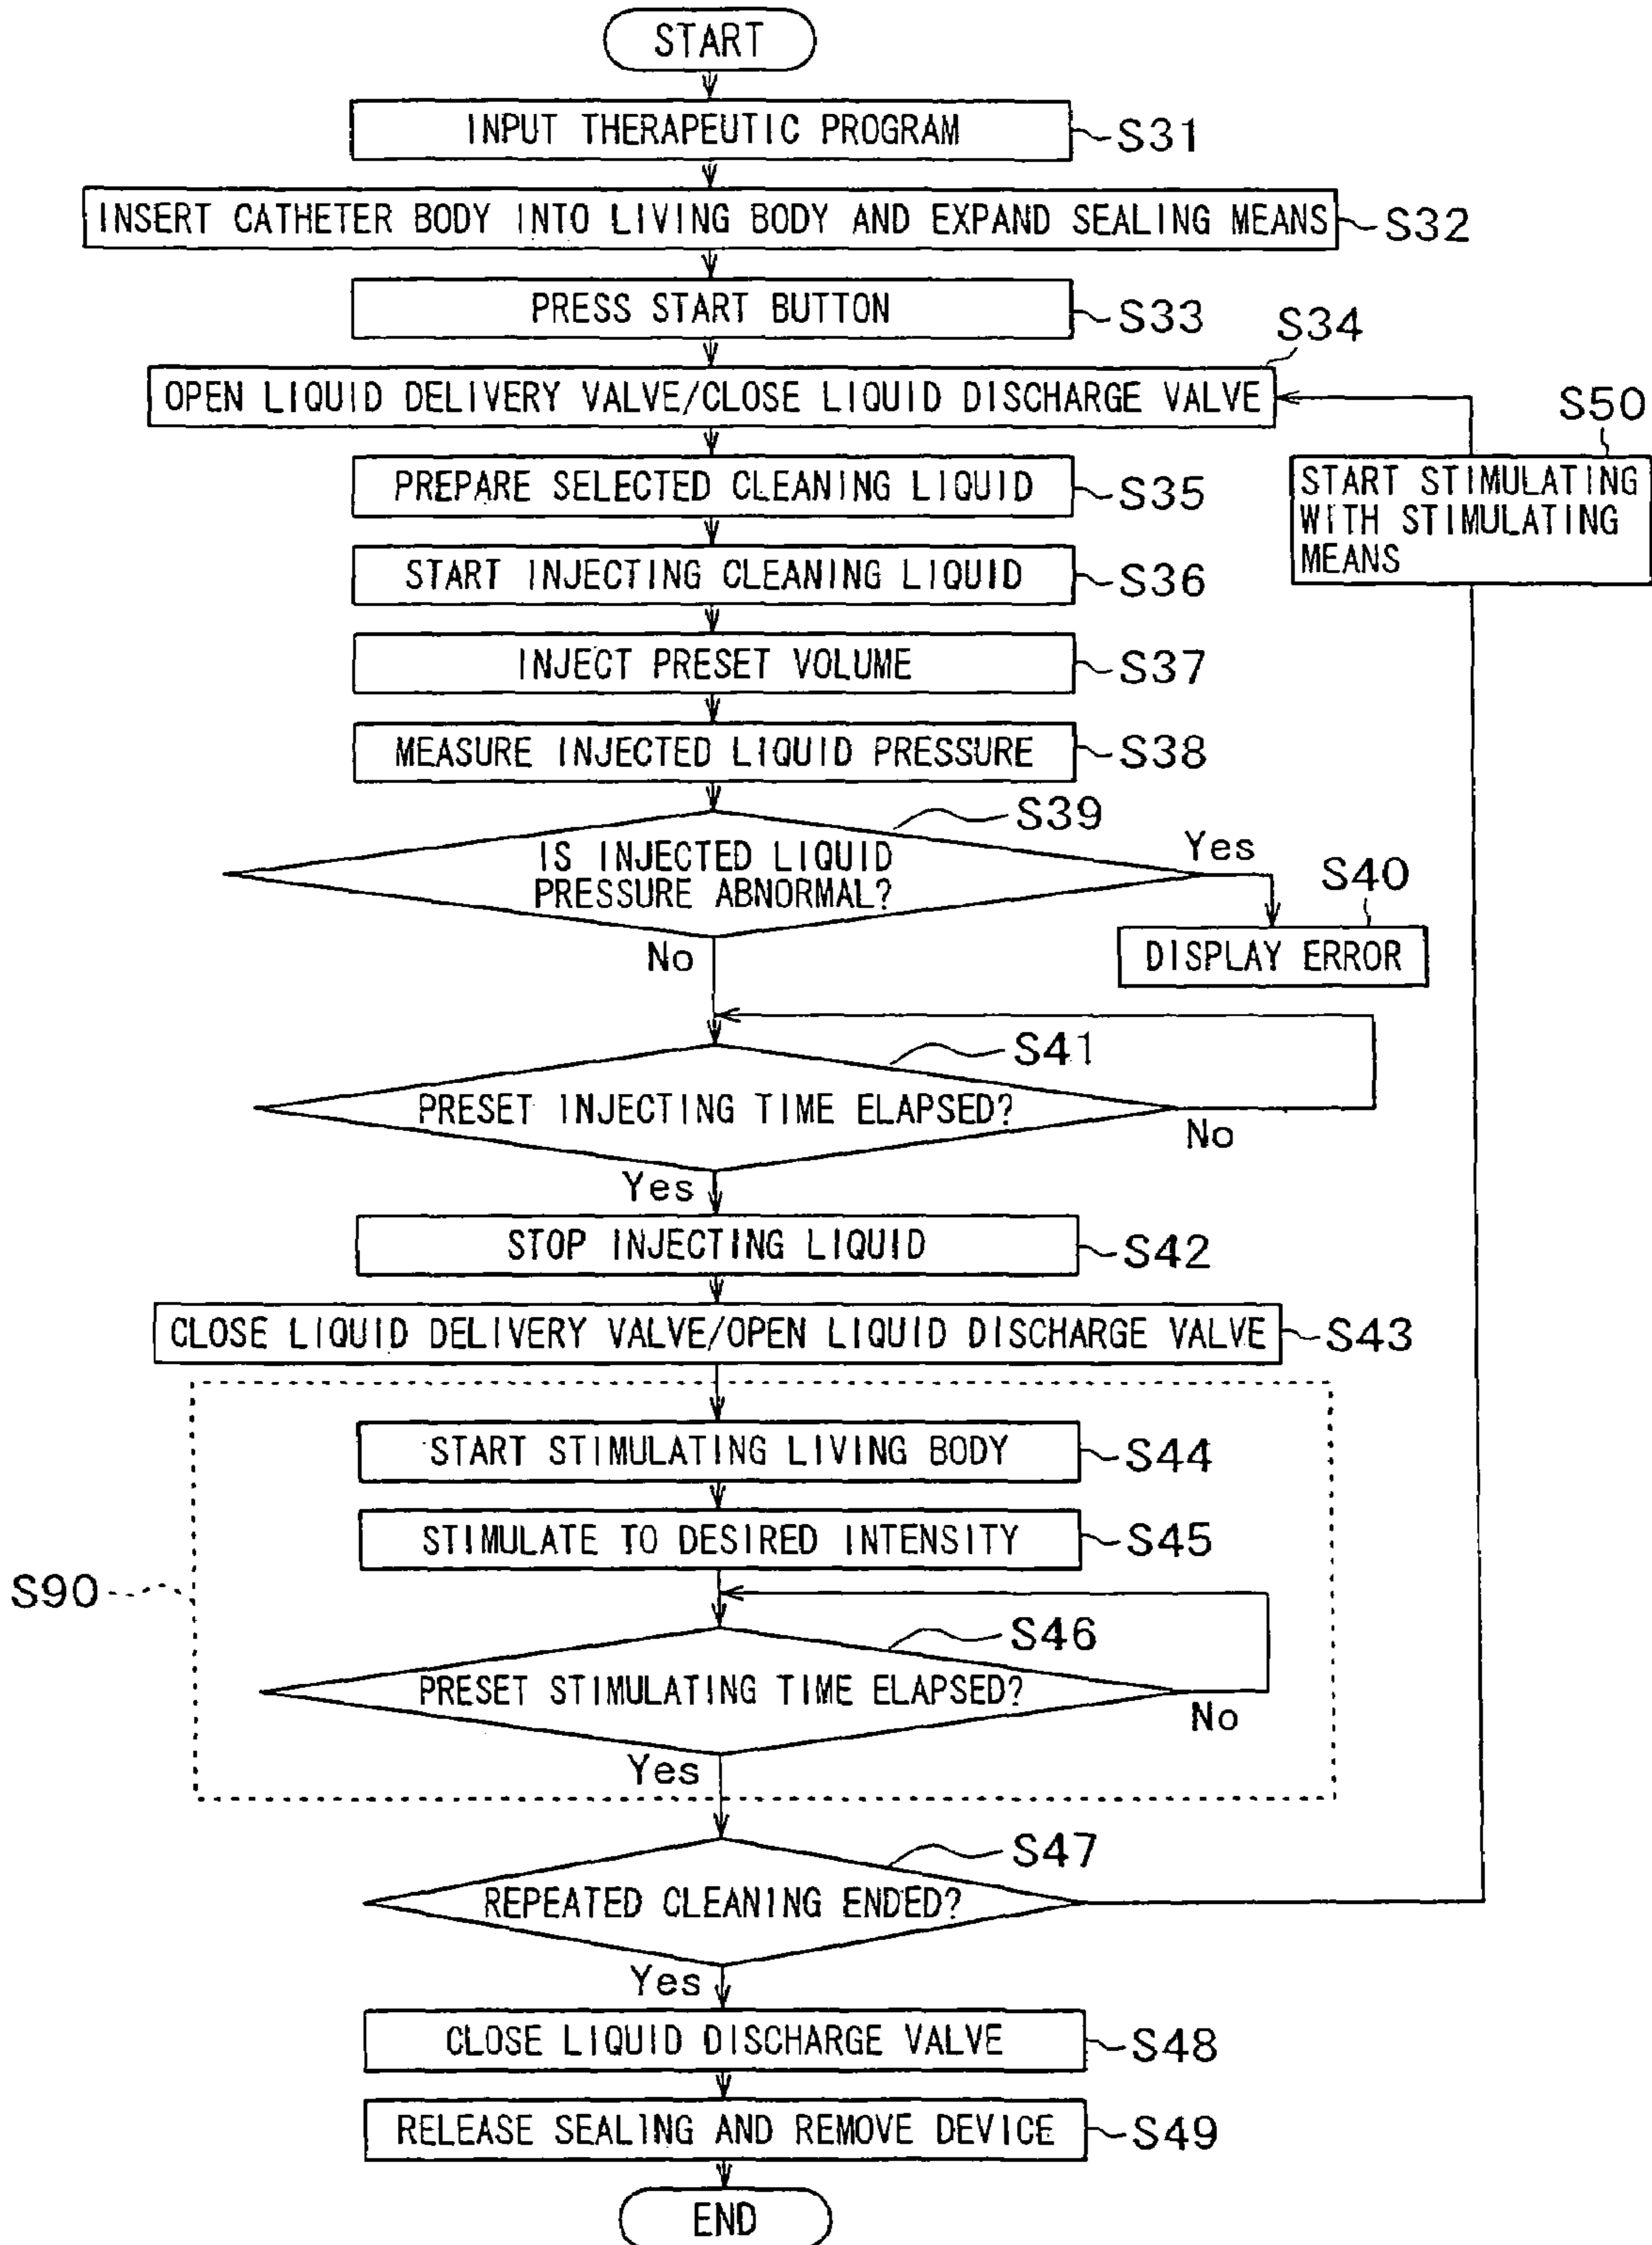 START
INPUT THERAPEUTIC PROGRAM
S31
INSERT CATHETER BODY INTO LIVING BODY AND EXPAND SEALING MEANS
S32
PRESS START BUTTON
S33
S34
OPEN LIQUID DELIVERY VALVE/CLOSE LIQUID DISCHARGE VALVE
S50
START STIMULATING
WITH STIMULATING
MEANS
PREPARE SELECTED CLEANING LIQUID
S35
START INJECTING CLEANING LIQUID
S36
INJECT PRESET VOLUME
S37
MEASURE INJECTED LIQUID PRESSURE
S38
S39
IS INJECTED LIQUID
PRESSURE ABNORMAL?
Yes
S40
DISPLAY ERROR
No
S41
PRESET INJECTING TIME ELAPSED?
No
Yes
STOP INJECTING LIQUID
S42
CLOSE LIQUID DELIVERY VALVE/OPEN LIQUID DISCHARGE VALVE
S43
START STIMULATING LIVING BODY
S44
STIMULATE TO DESIRED INTENSITY
S45
S90
S46
PRESET STIMULATING TIME ELAPSED?
No
Yes
S47
REPEATED CLEANING ENDED?
Yes
CLOSE LIQUID DISCHARGE VALVE
S48
RELEASE SEALING AND REMOVE DEVICE
S49
END